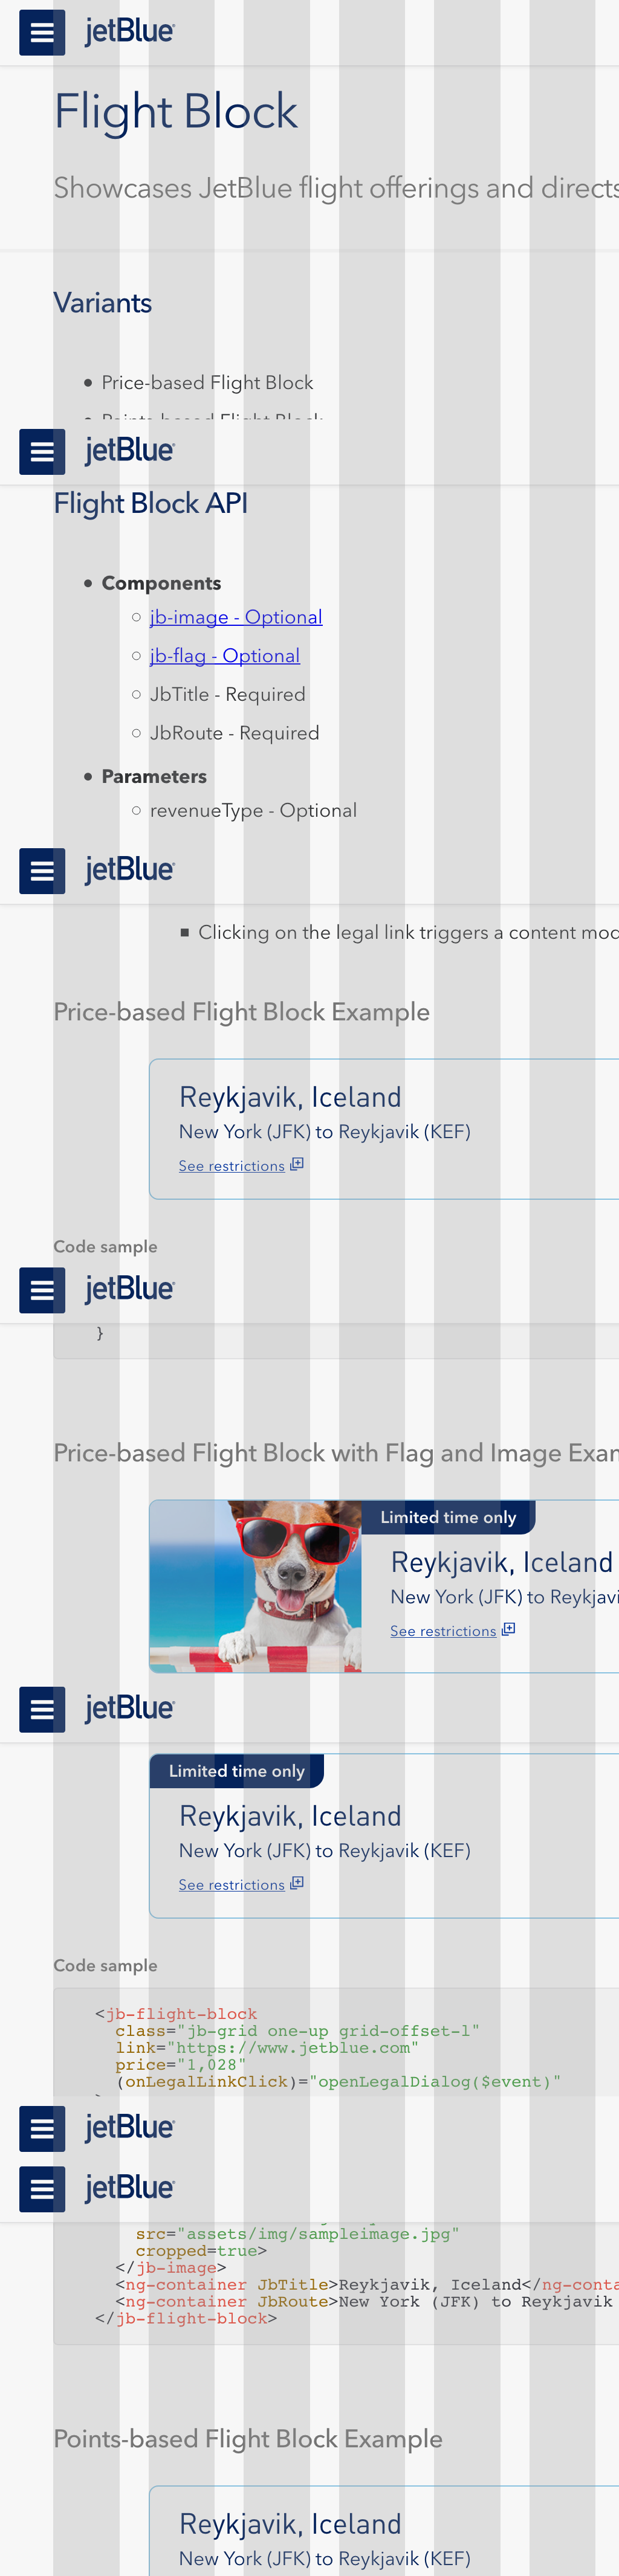 jetBlue
Flight Block
Showcases JetBlue flight offerings and directs
Variants
• Price-based Flight Block
• Points-based Flight Block
jetBlue
Flight Block API
• Components
○ jb-image - Optional
○ jb-flag - Optional
○ JbTitle - Required
○ JbRoute - Required
• Parameters
○ revenueType - Optional
jetBlue
▪ Clicking on the legal link triggers a content mod
Price-based Flight Block Example
Reykjavik, Iceland
New York (JFK) to Reykjavik (KEF)
See restrictions
Code sample
jetBlue
}
Price-based Flight Block with Flag and Image Exam
Limited time only
Reykjavik, Iceland
New York (JFK) to Reykjavi
See restrictions
jetBlue
Limited time only
Reykjavik, Iceland
New York (JFK) to Reykjavik (KEF)
See restrictions
Code sample
<jb-flight-block
class="jb-grid one-up grid-offset-1"
link="https://www.jetblue.com"
price="1,028"
(onLegalLinkClick)="openLegalDialog($event)"
jetBlue
jetBlue
src="assets/img/sampleimage.jpg"
cropped=true>
</jb-image>
<ng-container JbTitle>Reykjavik, Iceland</ng-conta
<ng-container JbRoute>New York (JFK) to Reykjavik
</jb-flight-block>
Points-based Flight Block Example
Reykjavik, Iceland
New York (JFK) to Reykjavik (KEF)